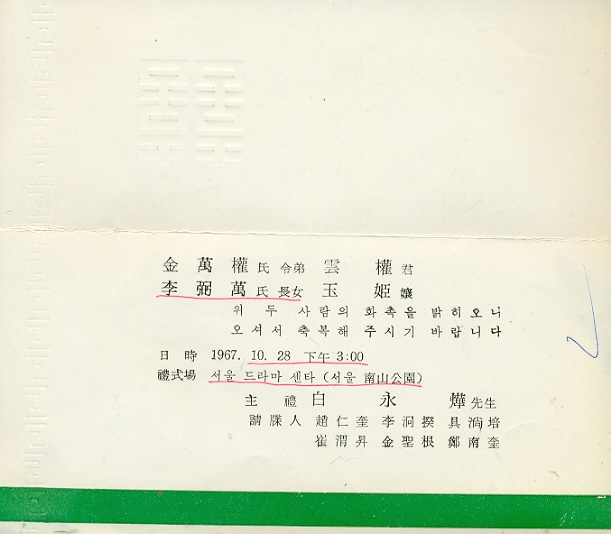 金萬權氏 令弟 雲權君
李弼萬氏 長女 玉姬讓
위 두 사람의 화촉을 밝히오니
오셔서 축복해 주시기 바랍니다
日時 1967. 10. 28 下午 3:00
禮式場 서울 드라마 센타 (서울 南山公園)
主禮 白永燁 先生
請牒人 趙仁奎 李洞揆 具滴培
崔渭昇 金聖根 鄭南奎